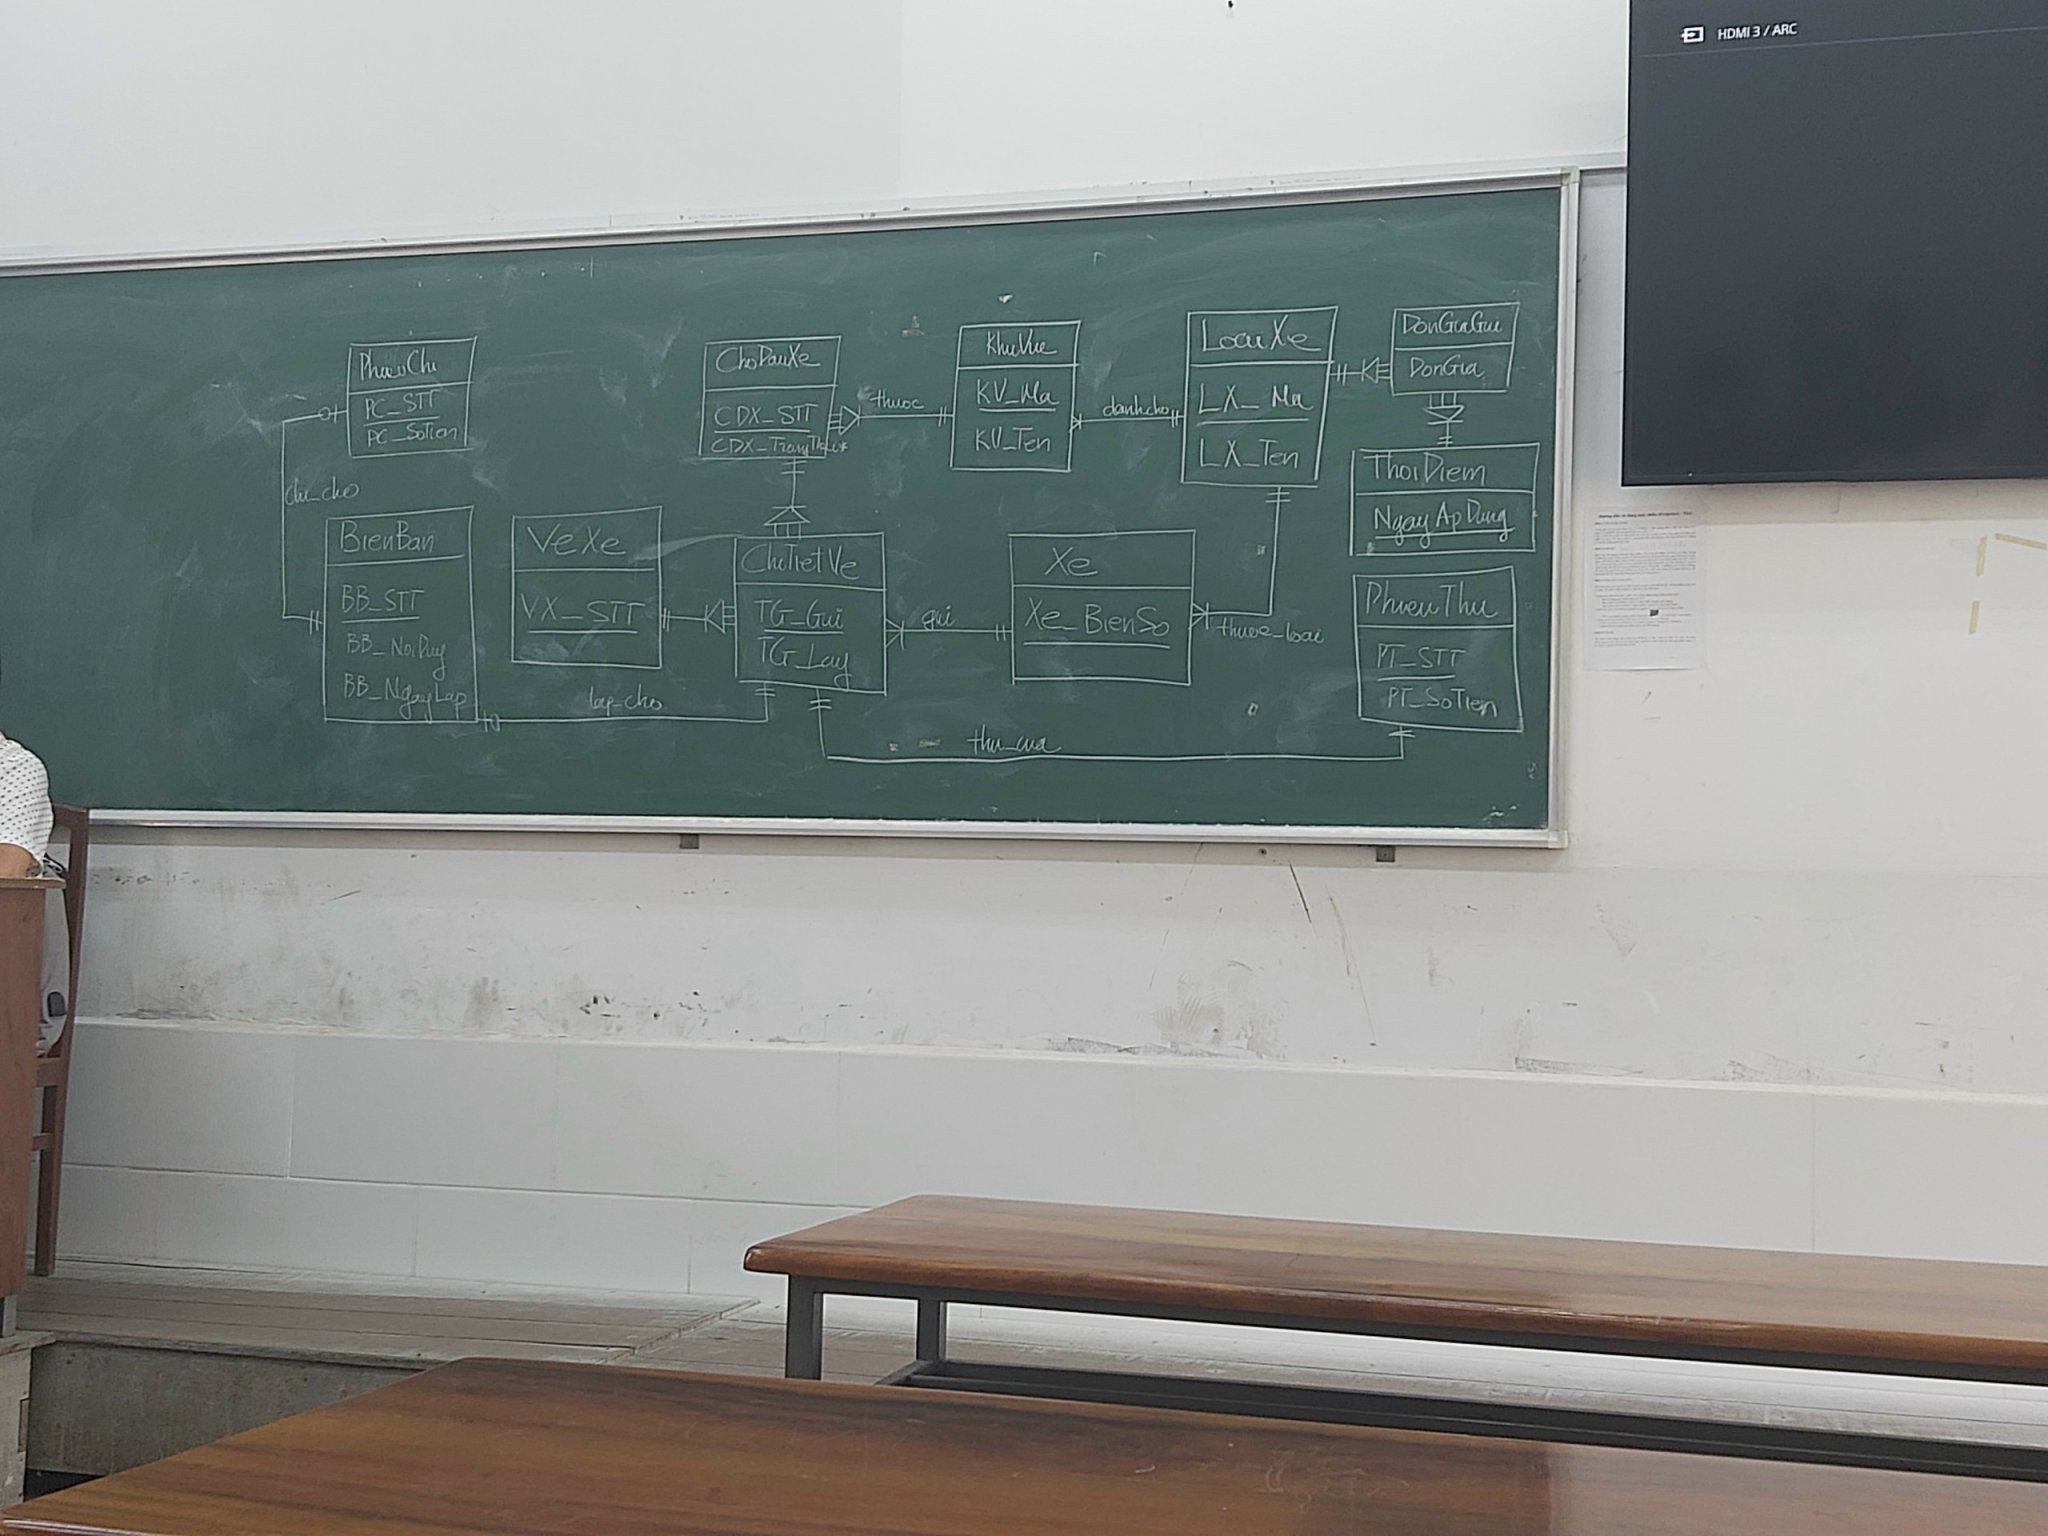 HDMI 3 / ARC
PhieuChi
PC_STT
PC_SoTien
chi_cho
BienBan
BB_STT
BB_NoiDung
BB_NgayLap
VeXe
VX_STT
lap_cho
ChoDauXe
CDX_STT
thuoc
KhuVuc
KV_Ma
KV_Ten
danhcho
LoaiXe
LX_Ma
LX_Ten
DonGiaGui
DonGia
ThoiDiem
NgayApDung
ChiTietVe
TG_Gui
TG_Lay
gui
Xe
Xe_BienSo
thuoc_loai
PhieuThu
PT_STT
PT_SoTien
thu_cua